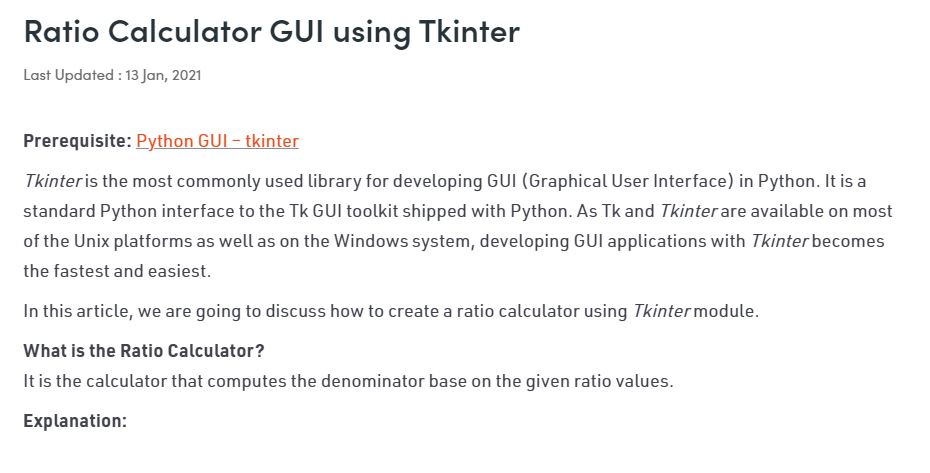 Ratio Calculator GUI using Tkinter
Last Updated : 13 Jan, 2021
Prerequisite: Python GUI – tkinter
Tkinter is the most commonly used library for developing GUI (Graphical User Interface) in Python. It is a
standard Python interface to the Tk GUI toolkit shipped with Python. As Tk and Tkinter are available on most
of the Unix platforms as well as on the Windows system, developing GUI applications with Tkinter becomes
the fastest and easiest.
In this article, we are going to discuss how to create a ratio calculator using Tkinter module.
What is the Ratio Calculator?
It is the calculator that computes the denominator base on the given ratio values.
Explanation: